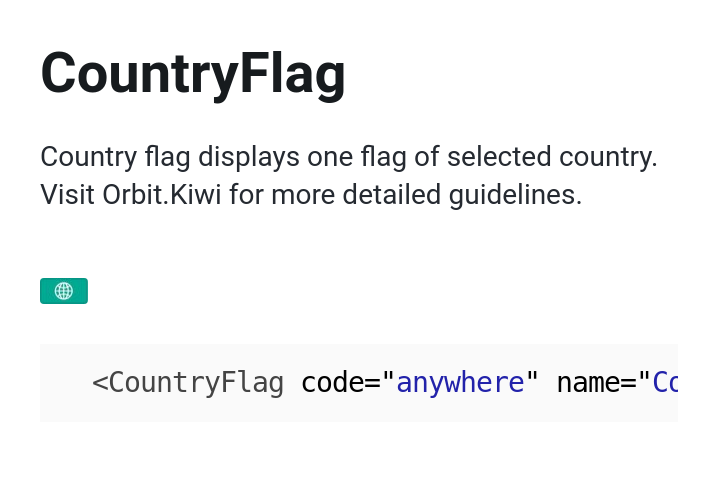 CountryFlag
Country flag displays one flag of selected country.
Visit Orbit.Kiwi for more detailed guidelines.
<CountryFlag code="anywhere" name="Co